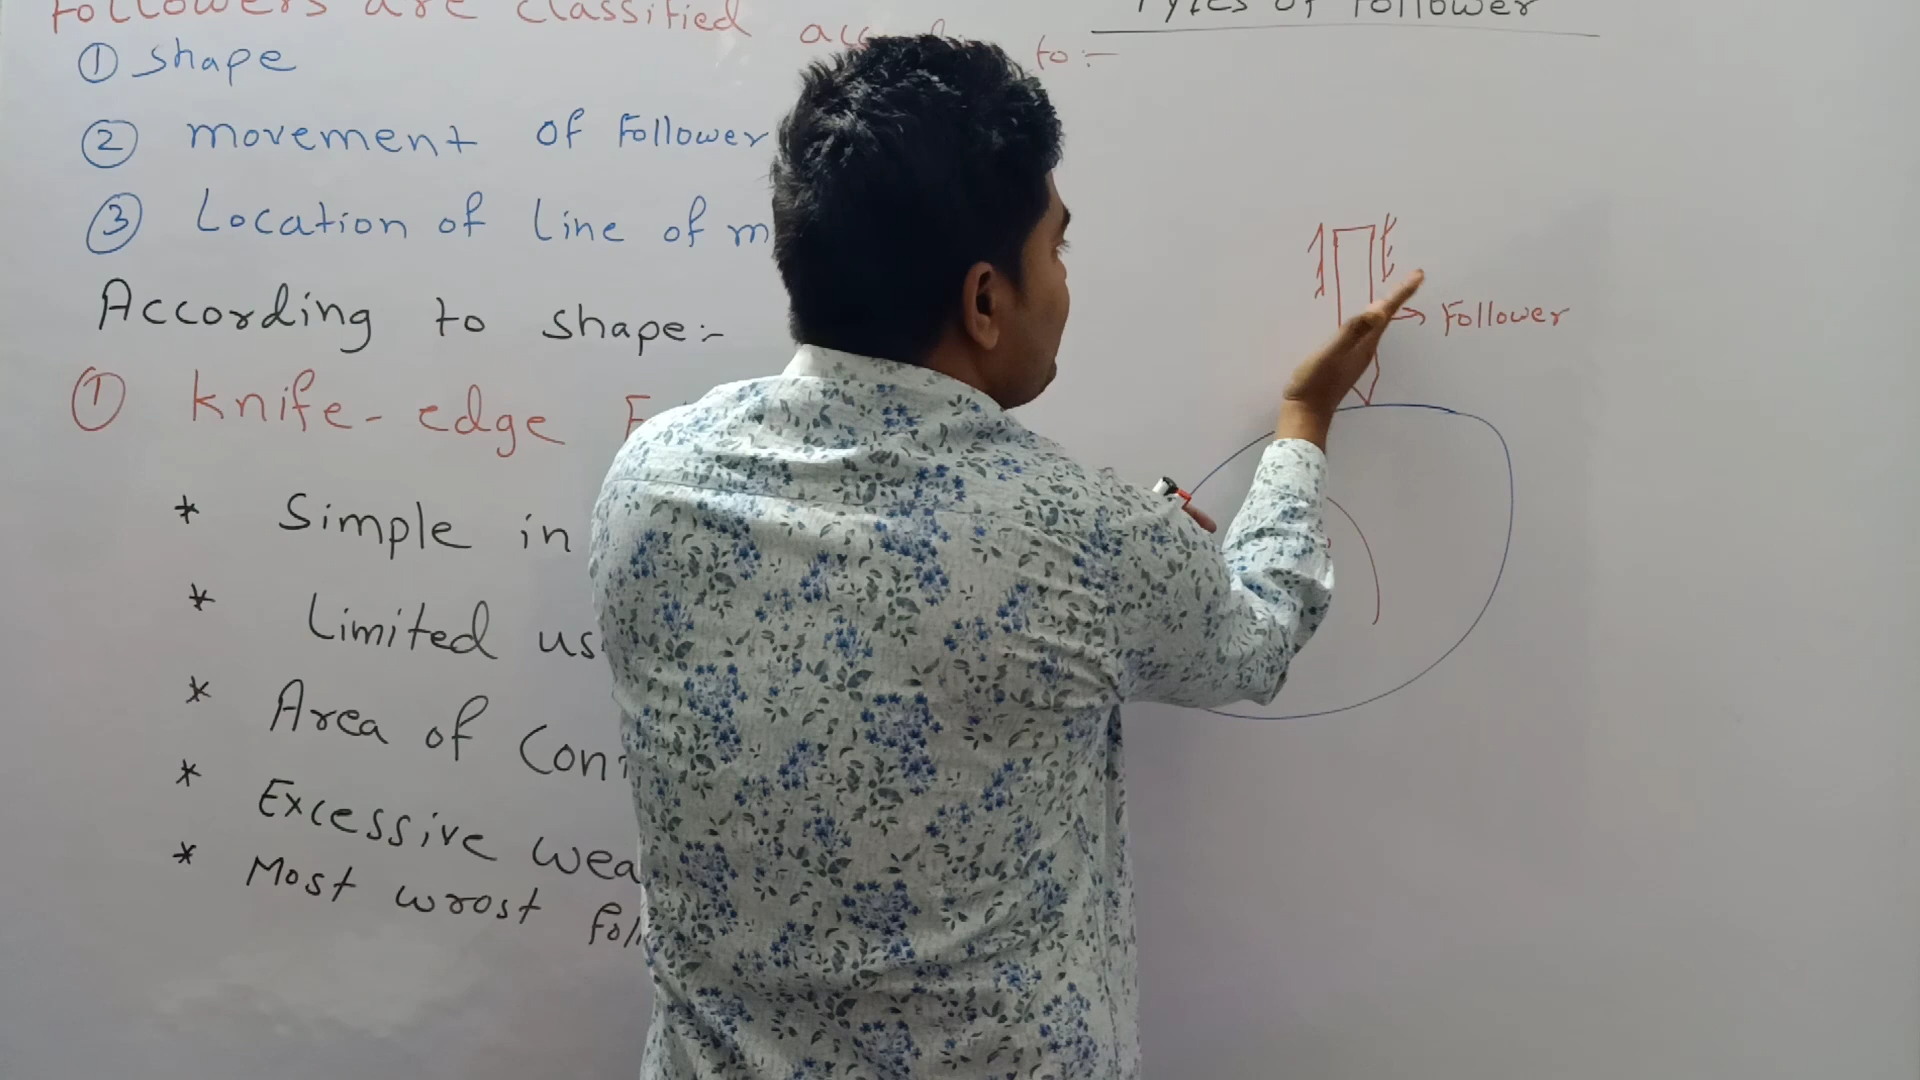 Types of Follower
Followers are classified according to:-
① Shape
② movement of Follower
③ Location of Line of m
According to shape:-
① Knife-edge F
* Simple in
* Limited us
* Area of Con
* Excessive wea
* Most wrost foll
Follower